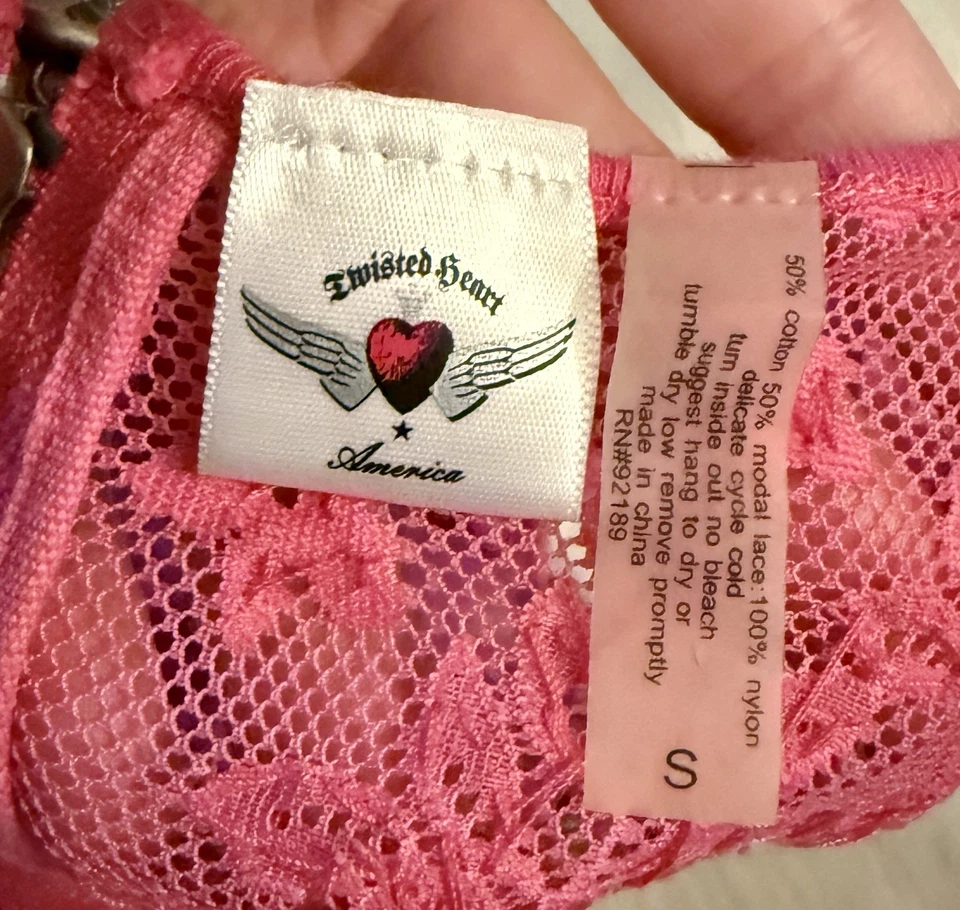 Twisted Heart
America
50% cotton 50% modal lace:100% nylon
delicate cycle cold
turn inside out no bleach
suggest hang to dry or
tumble dry low remove promptly
made in china
RN#92189
S